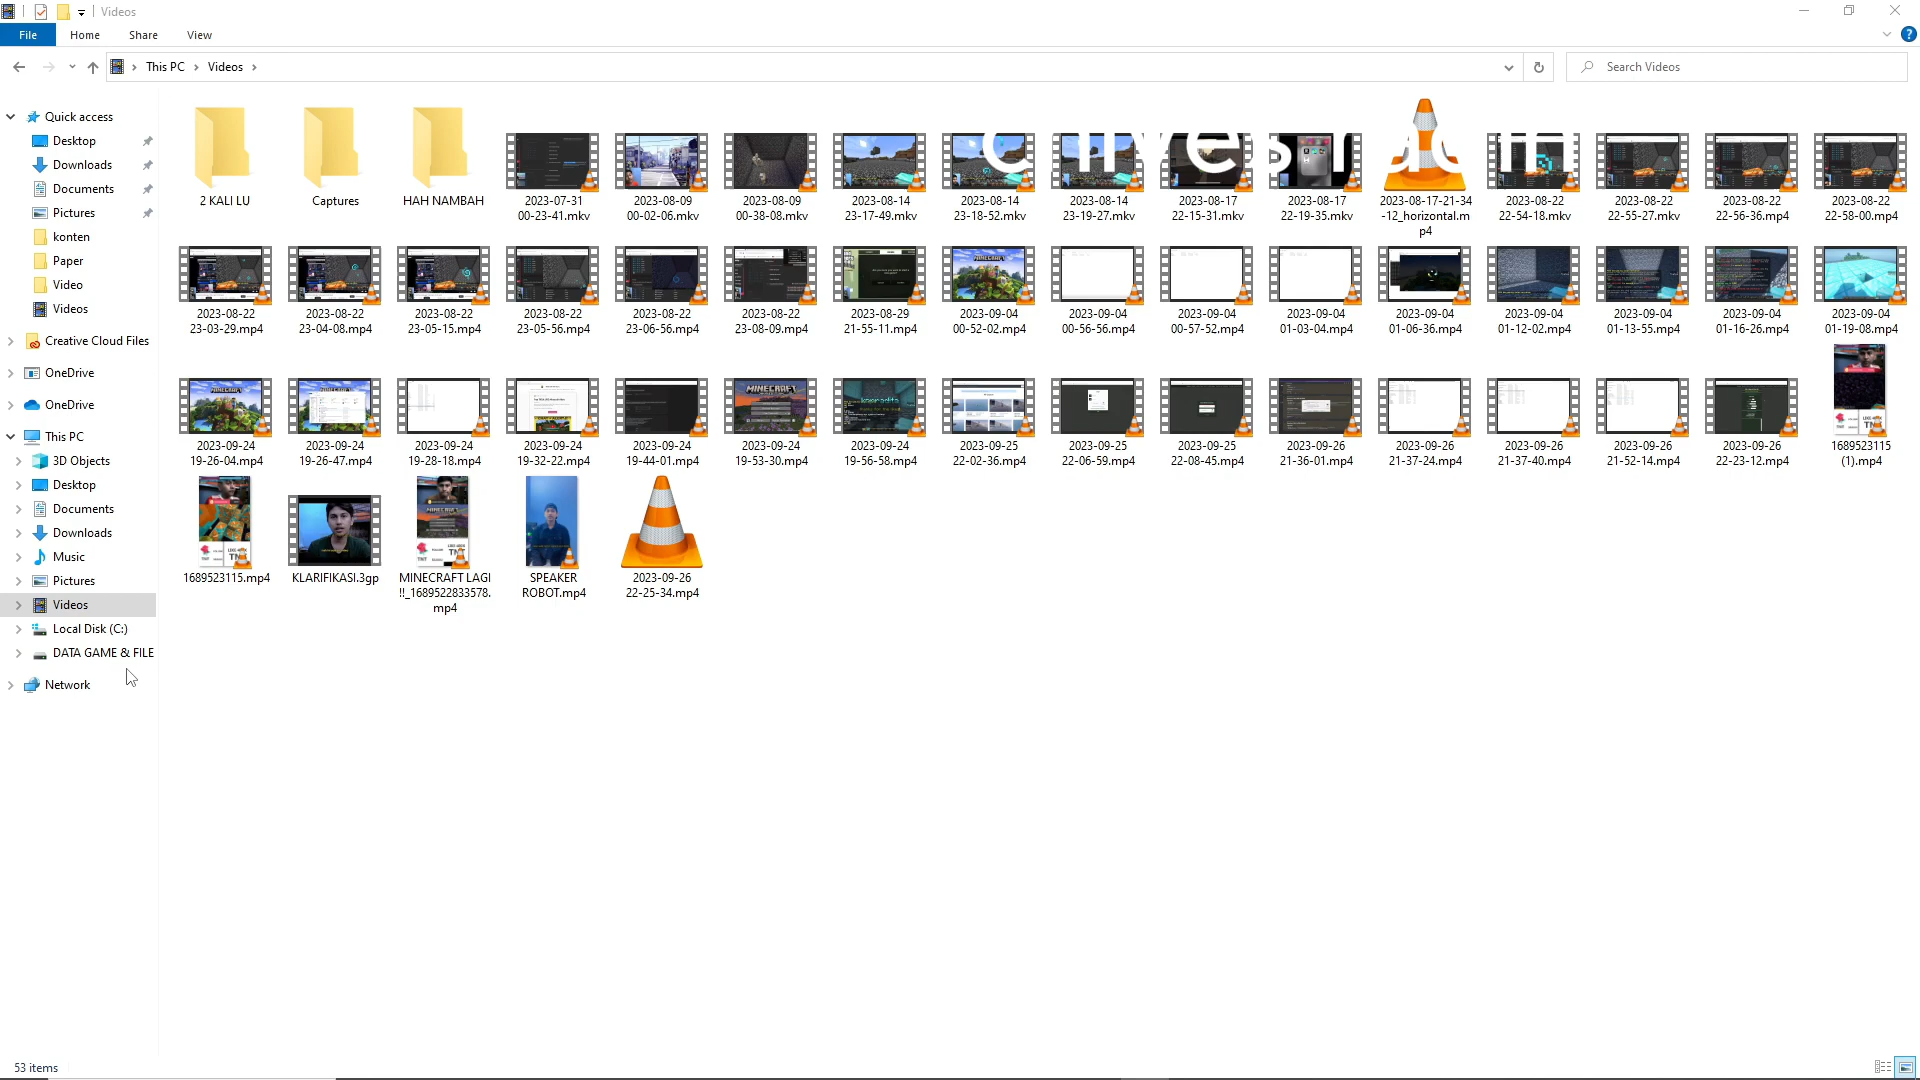 Videos
File
Home
Share
View
?
This PC
Videos
Search Videos
Quick access
Desktop
Downloads
Documents
Pictures
konten
Paper
Video
Videos
Creative Cloud Files
OneDrive
OneDrive
This PC
3D Objects
Desktop
Documents
Downloads
Music
Pictures
Videos
Local Disk (C:)
DATA GAME & FILE
Network
2 KALI LU
Captures
HAH NAMBAH
2023-07-31
00-23-41.mkv
2023-08-09
00-02-06.mkv
2023-08-09
00-38-08.mkv
2023-08-14
23-17-49.mkv
2023-08-14
23-18-52.mkv
2023-08-14
23-19-27.mkv
2023-08-17
22-15-31.mkv
2023-08-17
22-19-35.mkv
2023-08-17-21-34
-12_horizontal.m
p4
2023-08-22
22-54-18.mkv
2023-08-22
22-55-27.mkv
2023-08-22
22-56-36.mp4
2023-08-22
22-58-00.mp4
2023-08-22
23-03-29.mp4
2023-08-22
23-04-08.mp4
2023-08-22
23-05-15.mp4
2023-08-22
23-05-56.mp4
2023-08-22
23-06-56.mp4
2023-08-22
23-08-09.mp4
2023-08-29
21-55-11.mp4
MINECRAFT
2023-09-04
00-52-02.mp4
2023-09-04
00-56-56.mp4
2023-09-04
00-57-52.mp4
2023-09-04
01-03-04.mp4
2023-09-04
01-06-36.mp4
2023-09-04
01-12-02.mp4
2023-09-04
01-13-55.mp4
2023-09-04
01-16-26.mp4
2023-09-04
01-19-08.mp4
MINECRAFT
2023-09-24
19-26-04.mp4
2023-09-24
19-26-47.mp4
2023-09-24
19-28-18.mp4
2023-09-24
19-32-22.mp4
2023-09-24
19-44-01.mp4
MINECRAFT
2023-09-24
19-53-30.mp4
2023-09-24
19-56-58.mp4
2023-09-25
22-02-36.mp4
2023-09-25
22-06-59.mp4
2023-09-25
22-08-45.mp4
2023-09-26
21-36-01.mp4
2023-09-26
21-37-24.mp4
2023-09-26
21-37-40.mp4
2023-09-26
21-52-14.mp4
2023-09-26
22-23-12.mp4
1689523115
(1).mp4
1689523115.mp4
KLARIFIKASI.3gp
MINECRAFT LAGI
!!_1689522833578.
mp4
SPEAKER
ROBOT.mp4
2023-09-26
22-25-34.mp4
53 items